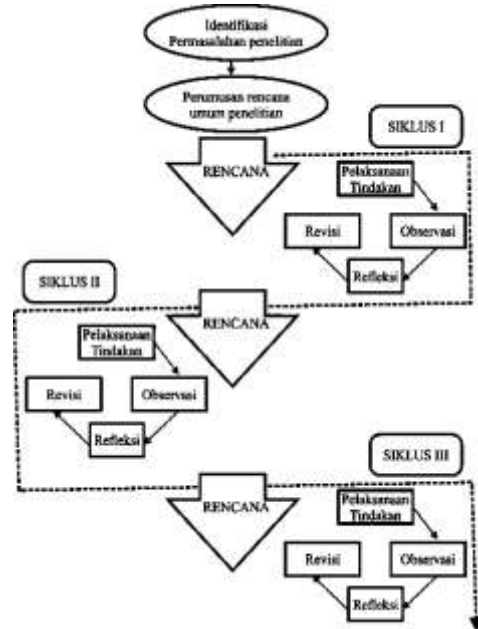 Identifikasi
Permasalahan penelitian
Perumusan rencana
umum penelitian
SIKLUS I
RENCANA
Pelaksanaan
Tindakan
Revisi
Observasi
Refleksi
SIKLUS II
RENCANA
Pelaksanaan
Tindakan
Revisi
Observasi
Refleksi
SIKLUS III
RENCANA
Pelaksanaan
Tindakan
Revisi
Observasi
Refleksi